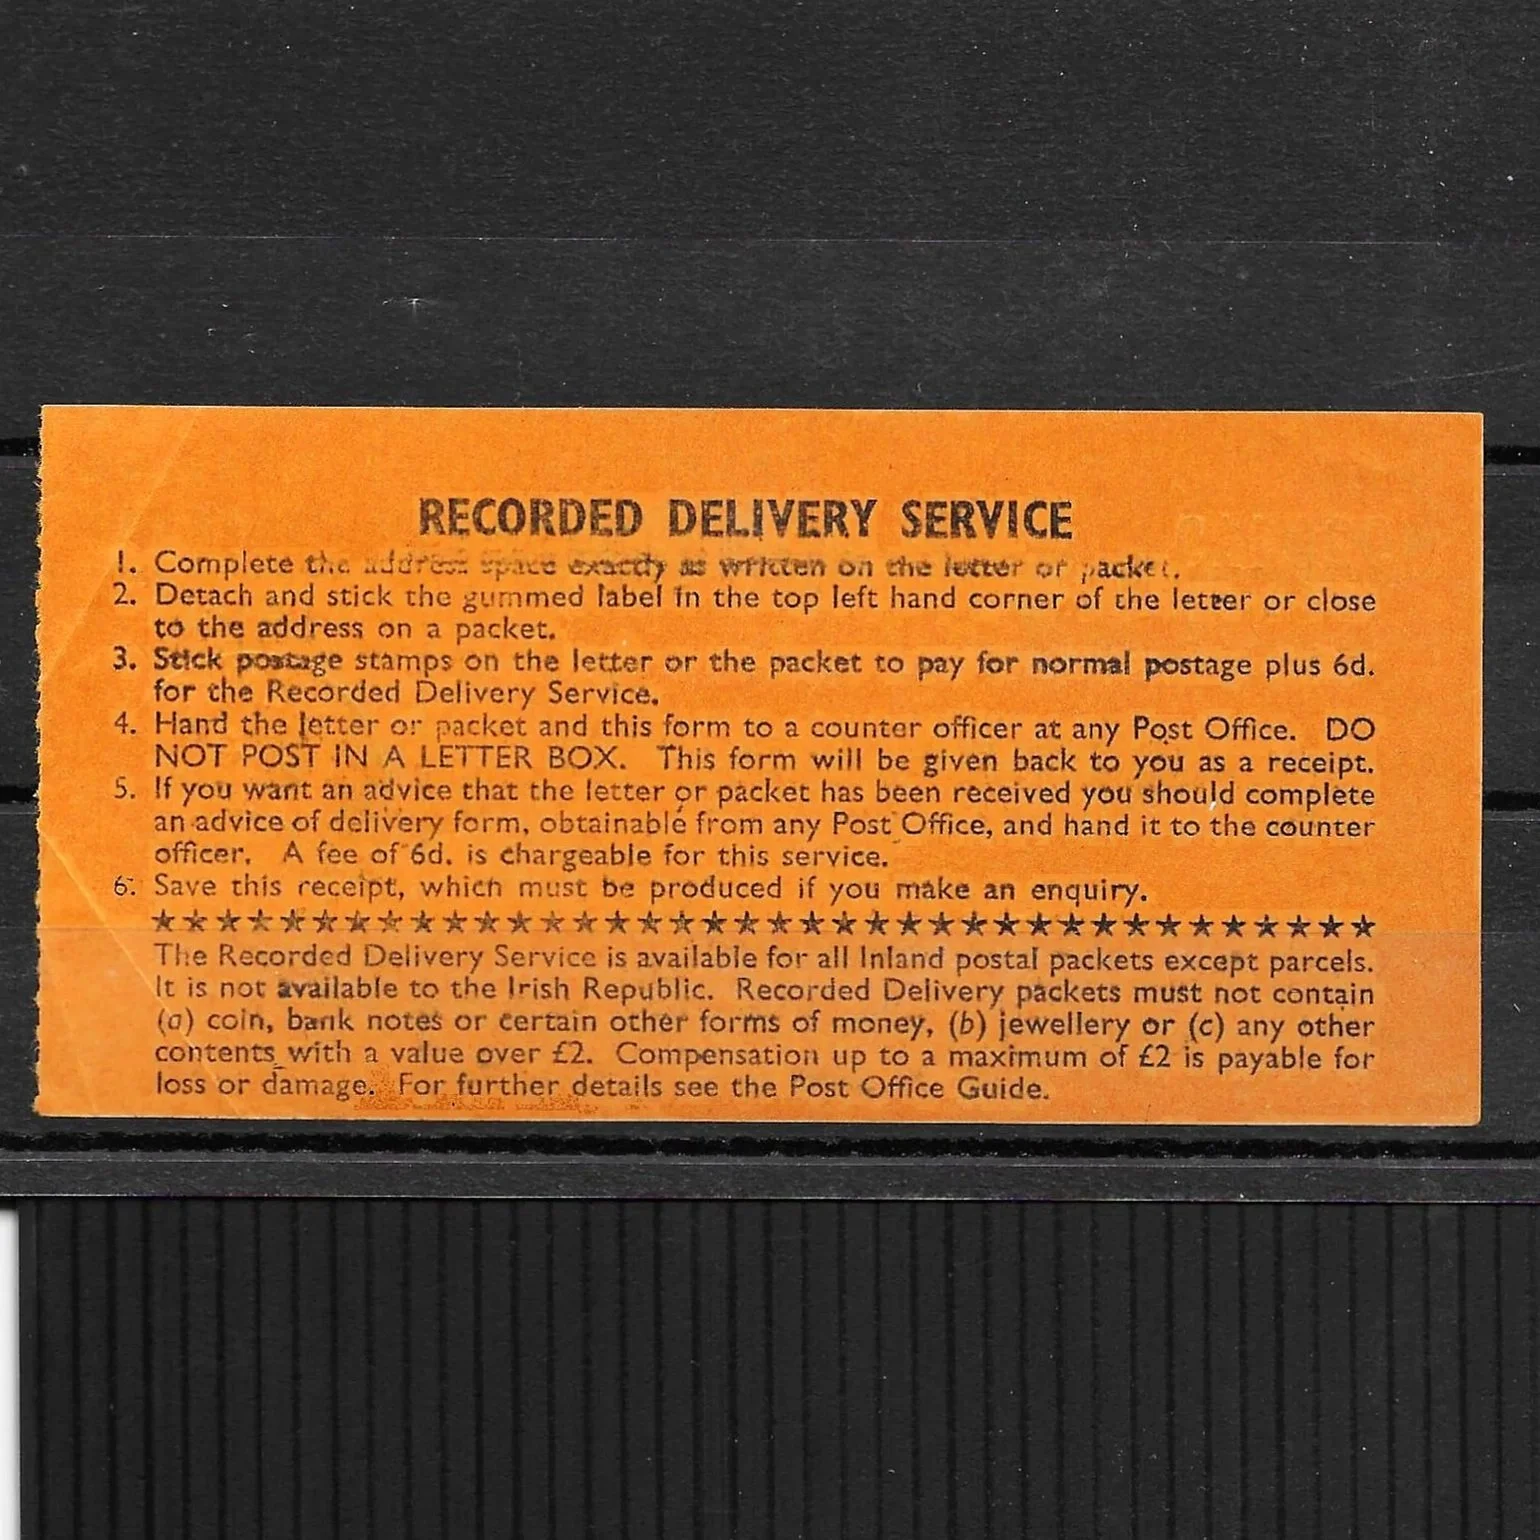 RECORDED DELIVERY SERVICE
1. Complete the address space exactly as written on the letter or packet.
2. Detach and stick the gummed label in the top left hand corner of the letter or close
to the address on a packet.
3. Stick postage stamps on the letter or the packet to pay for normal postage plus 6d.
for the Recorded Delivery Service.
4. Hand the letter or packet and this form to a counter officer at any Post Office. DO
NOT POST IN A LETTER BOX. This form will be given back to you as a receipt.
5. If you want an advice that the letter or packet has been received you should complete
an advice of delivery form, obtainable from any Post Office, and hand it to the counter
officer. A fee of 6d. is chargeable for this service.
6. Save this receipt, which must be produced if you make an enquiry.
★★★★★★★★★★★★★★★★★★★★★★★★★★★★★★★★★★★★★★
The Recorded Delivery Service is available for all Inland postal packets except parcels.
It is not available to the Irish Republic. Recorded Delivery packets must not contain
(a) coin, bank notes or certain other forms of money, (b) jewellery or (c) any other
contents with a value over £2. Compensation up to a maximum of £2 is payable for
loss or damage. For further details see the Post Office Guide.